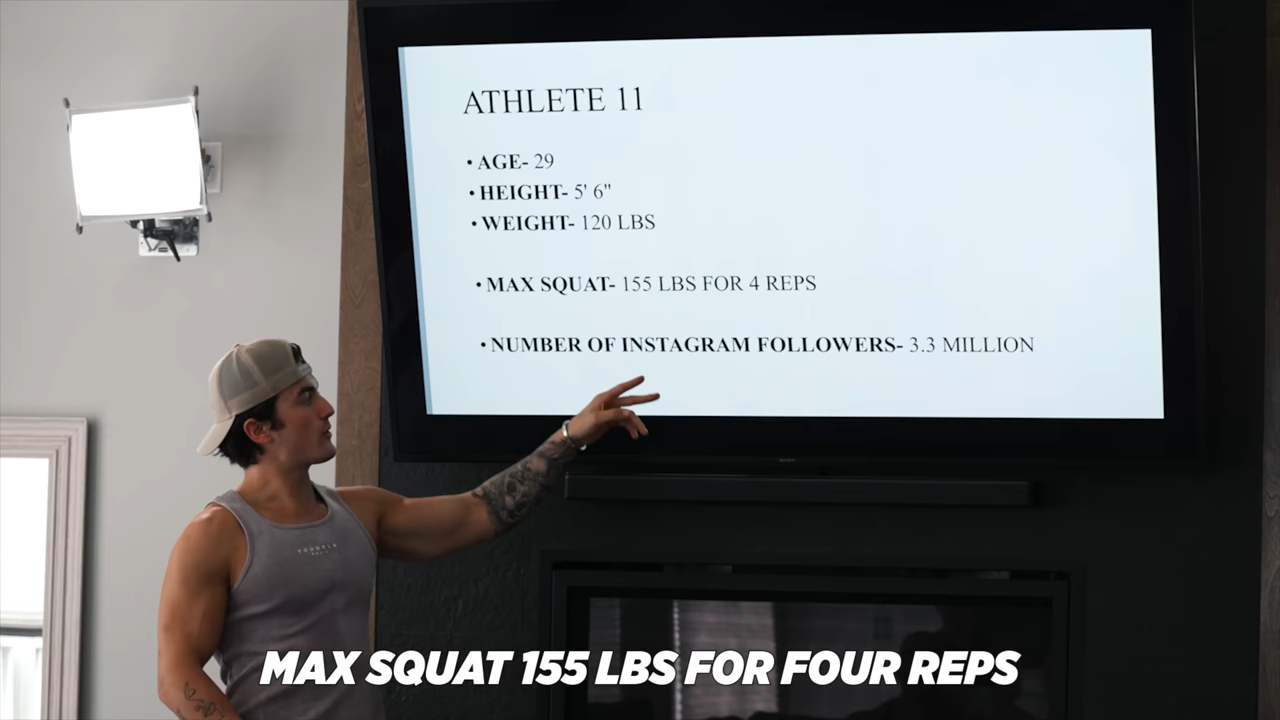 ATHLETE 11
• AGE- 29
• HEIGHT- 5' 6"
• WEIGHT- 120 LBS
• MAX SQUAT- 155 LBS FOR 4 REPS
• NUMBER OF INSTAGRAM FOLLOWERS- 3.3 MILLION
YOUNGLA
MAX SQUAT 155 LBS FOR FOUR REPS